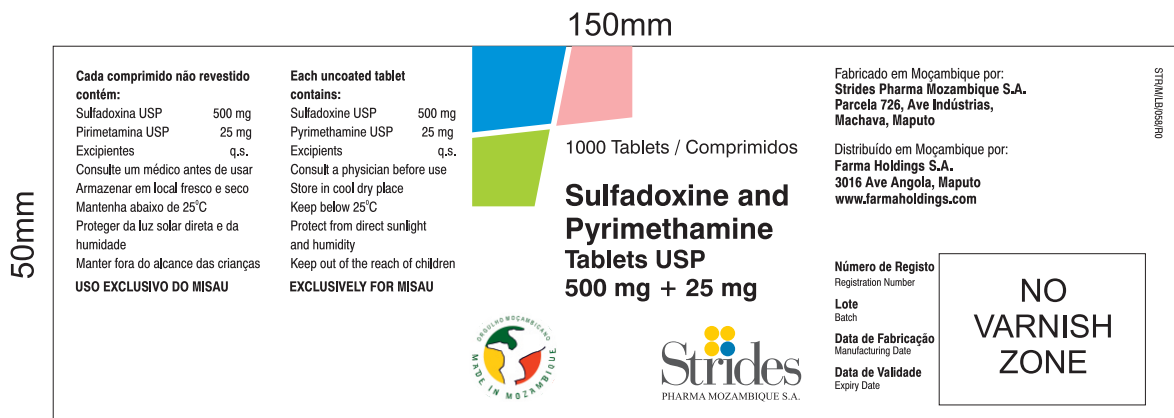 150mm
50mm
Cada comprimido não revestido
contém:
Sulfadoxina USP 500 mg
Pirimetamina USP 25 mg
Excipientes q.s.
Consulte um médico antes de usar
Armazenar em local fresco e seco
Mantenha abaixo de 25°C
Proteger da luz solar direta e da
humidade
Manter fora do alcance das crianças
USO EXCLUSIVO DO MISAU
Each uncoated tablet
contains:
Sulfadoxine USP 500 mg
Pyrimethamine USP 25 mg
Excipients q.s.
Consult a physician before use
Store in cool dry place
Keep below 25°C
Protect from direct sunlight
and humidity
Keep out of the reach of children
EXCLUSIVELY FOR MISAU
1000 Tablets / Comprimidos
Sulfadoxine and
Pyrimethamine
Tablets USP
500 mg + 25 mg
ORGULHO MOÇAMBICANO
MADE IN MOZAMBIQUE
Strides
PHARMA MOZAMBIQUE S.A.
Fabricado em Moçambique por:
Strides Pharma Mozambique S.A.
Parcela 726, Ave Indústrias,
Machava, Maputo
Distribuído em Moçambique por:
Farma Holdings S.A.
3016 Ave Angola, Maputo
www.farmaholdings.com
Número de Registo
Registration Number
Lote
Batch
Data de Fabricação
Manufacturing Date
Data de Validade
Expiry Date
NO
VARNISH
ZONE
STR/M/LB/058/R0